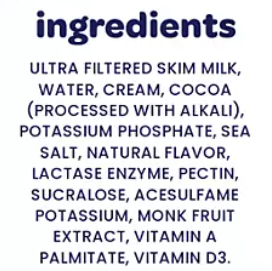 ingredients
ULTRA FILTERED SKIM MILK,
WATER, CREAM, COCOA
(PROCESSED WITH ALKALI),
POTASSIUM PHOSPHATE, SEA
SALT, NATURAL FLAVOR,
LACTASE ENZYME, PECTIN,
SUCRALOSE, ACESULFAME
POTASSIUM, MONK FRUIT
EXTRACT, VITAMIN A
PALMITATE, VITAMIN D3.